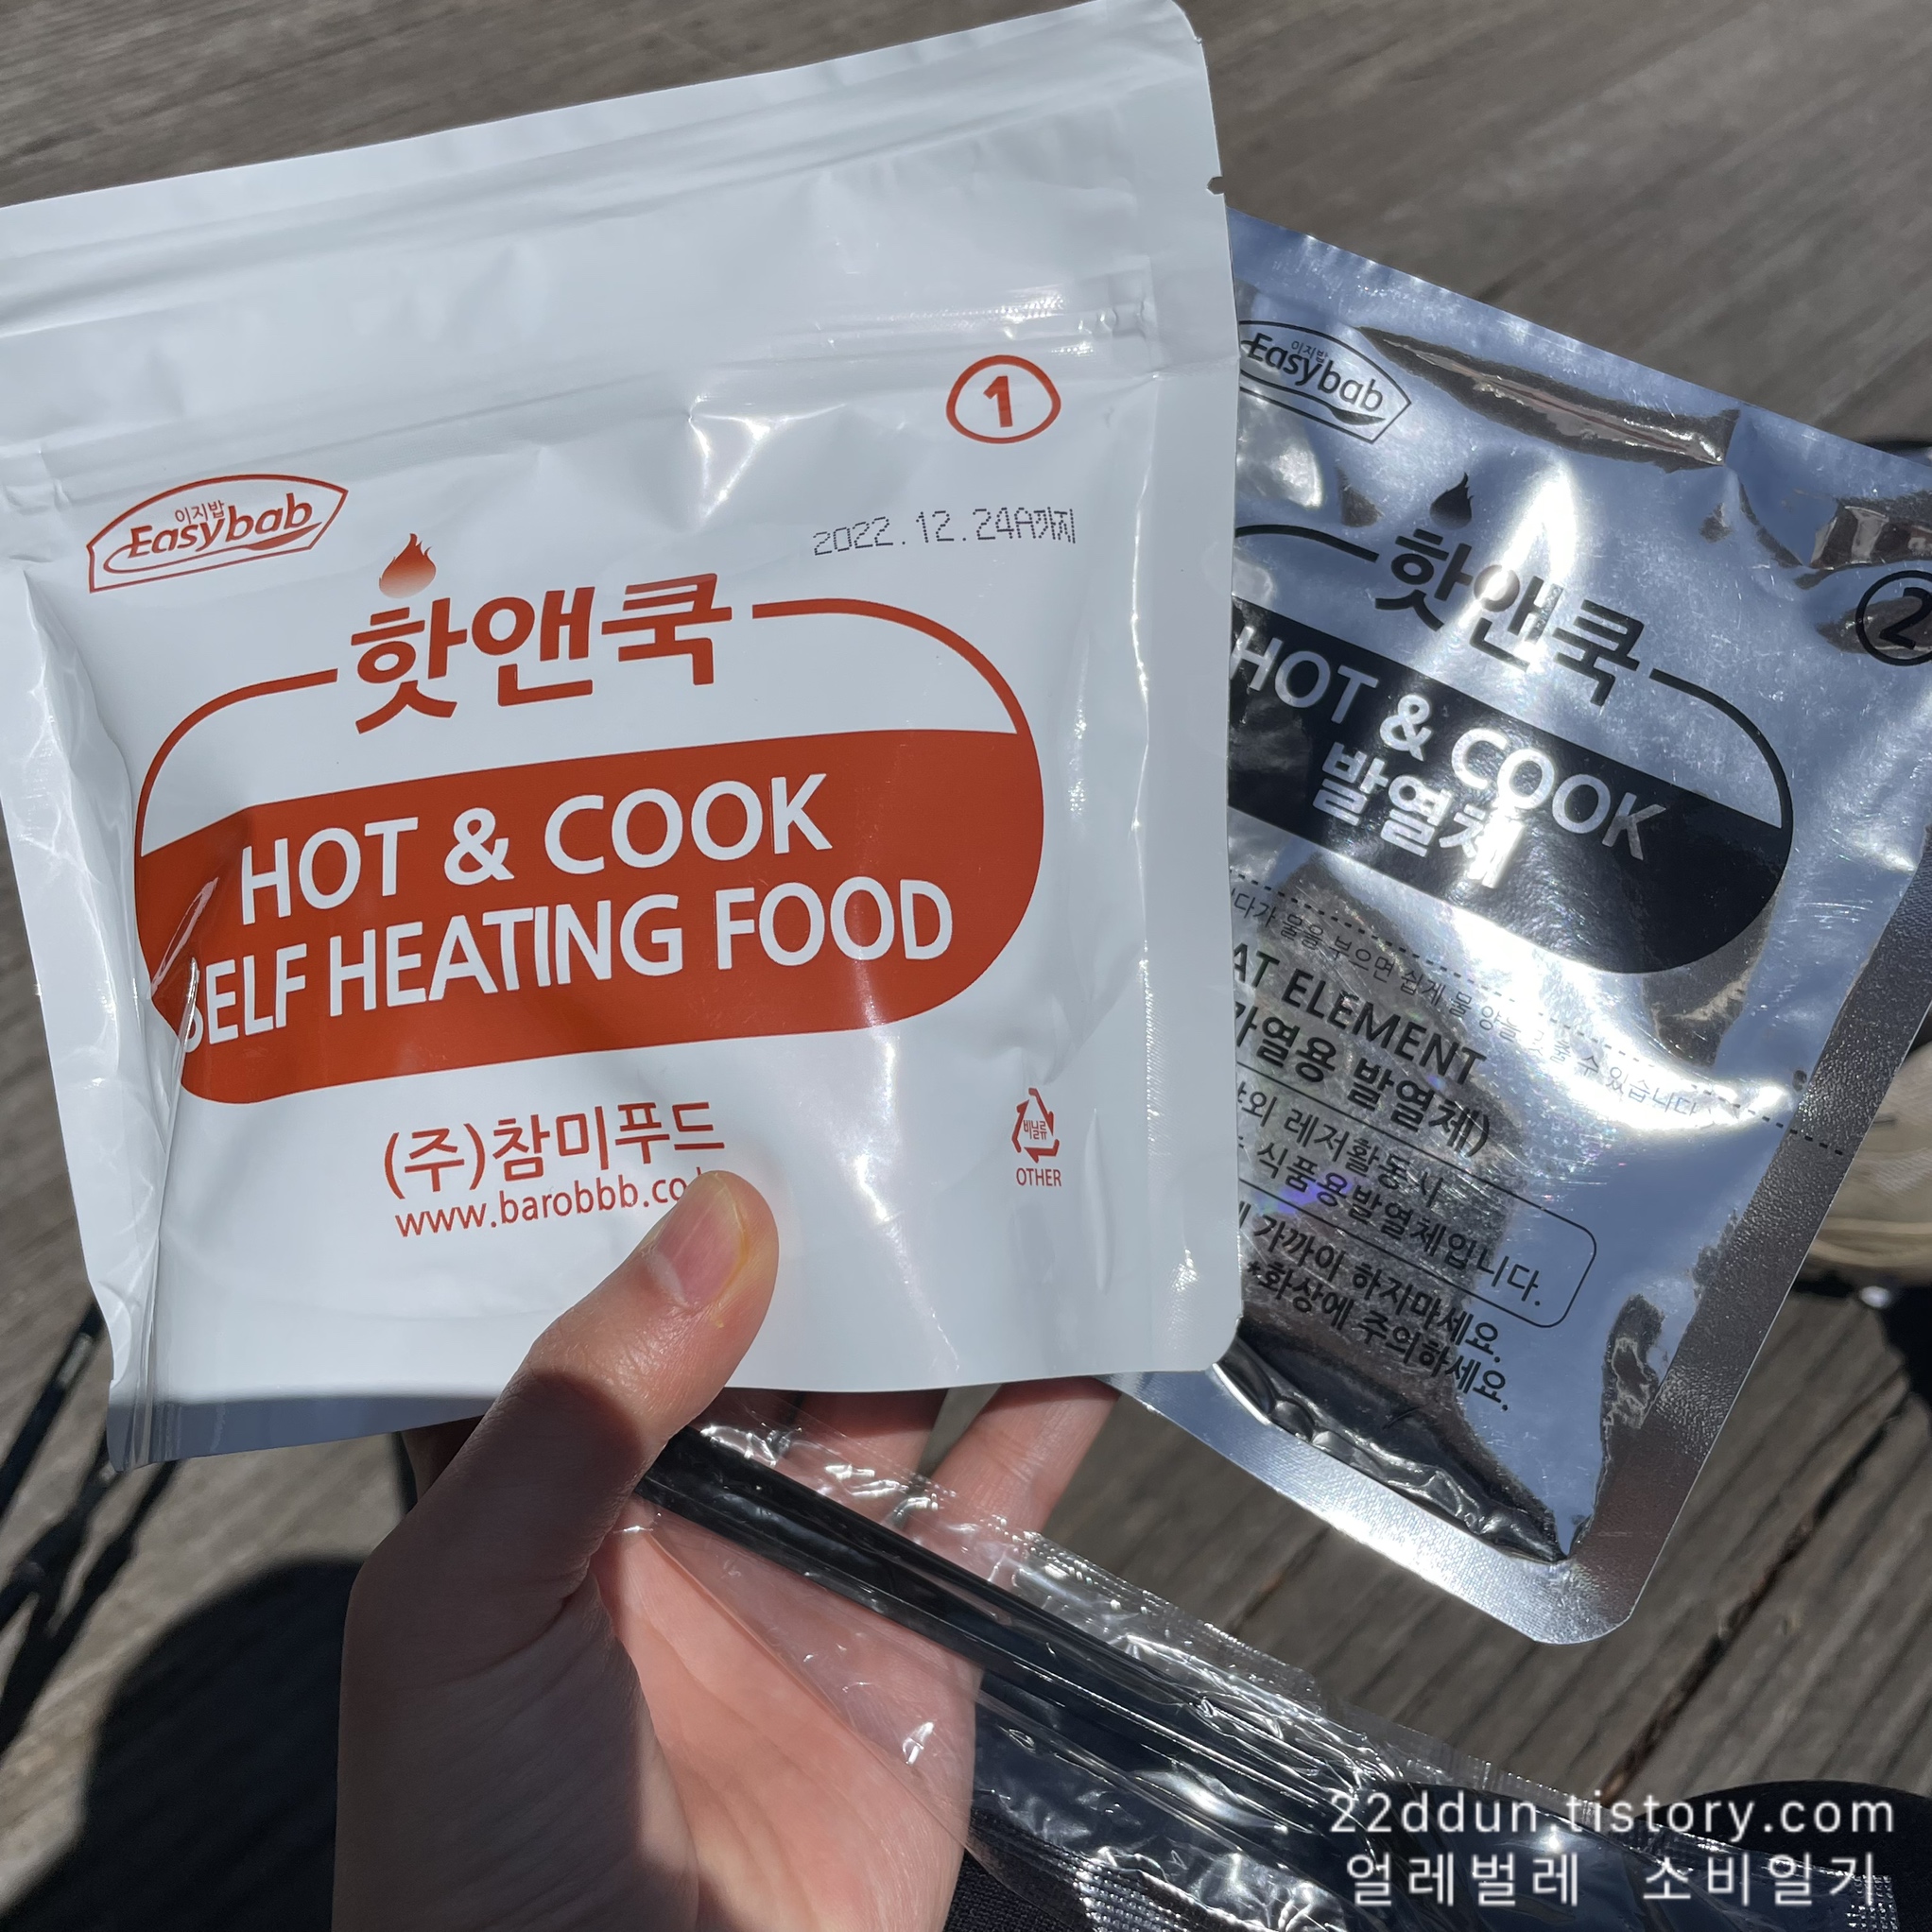 1
이지밥
Easybab
2022.12.24A까지
핫앤쿡
HOT & COOK
SELF HEATING FOOD
(주)참미푸드
www.barobbb.co
비닐류
OTHER
이지밥
Easybab
핫앤쿡
2
HOT & COOK
발열체
물을 부으면 쉽게 물 양을 수 있습니다
AT ELEMENT
가열용 발열체)
레저활동시
식품용발열체입니다.
가까이 하지마세요.
*화상에 주의하세요.
22ddun.tistory.com
얼레벌레 소비일기